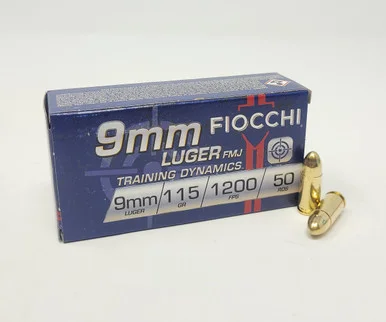 9mm FIOCCHI
LUGER FMJ
TRAINING DYNAMICS
9mm 115 1200 50
LUGER GR FPS RDS